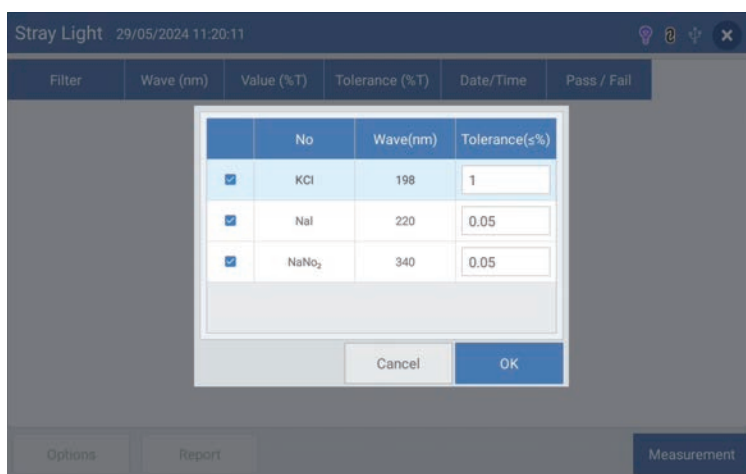 Stray Light 29/05/2024 11:20:11
Filter Wave (nm) Value (%T) Tolerance (%T) Date/Time Pass / Fail
No Wave(nm) Tolerance(≤%)
KCl 198 1
NaI 220 0.05
NaNo₂ 340 0.05
Cancel OK
Options Report Measurement